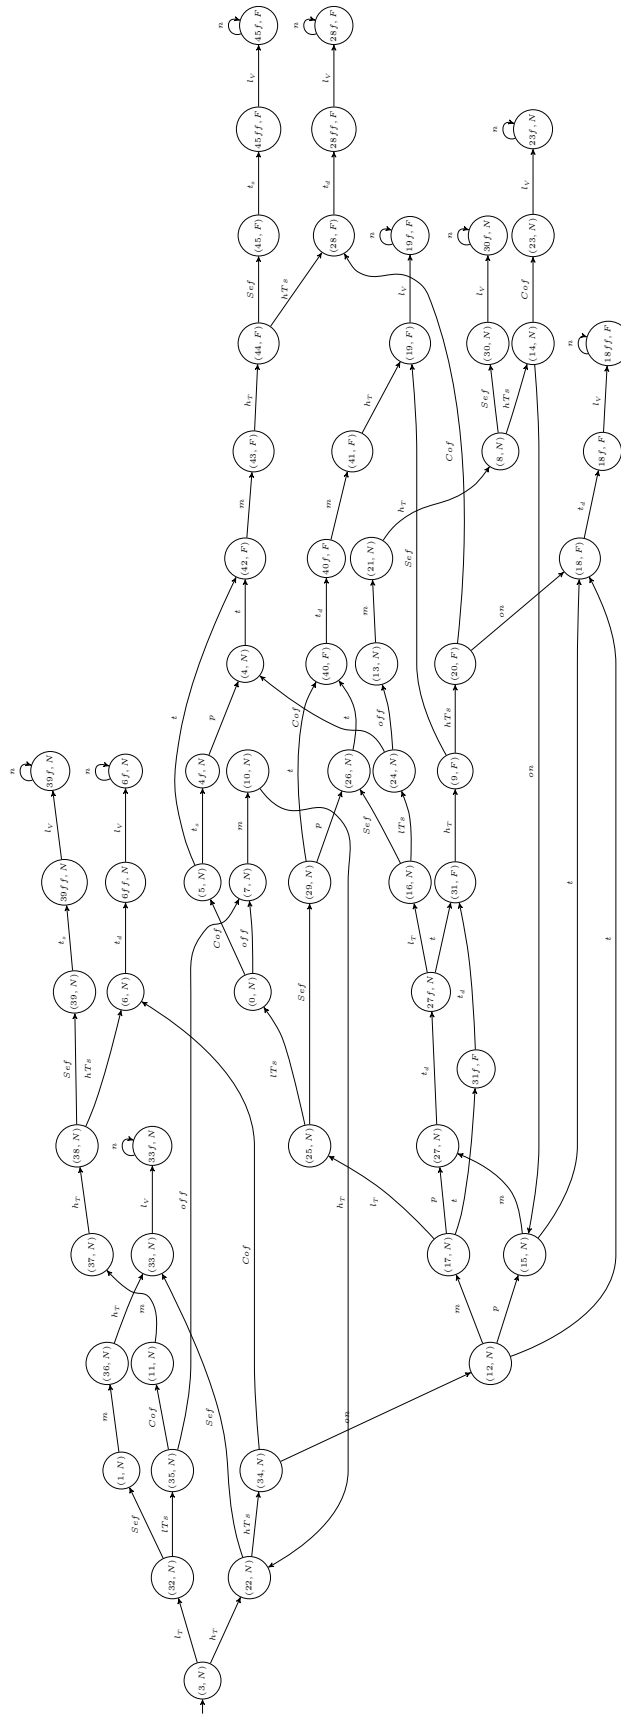 (3, N)
l_T
h_T
(32, N)
Sef
lTs
(22, N)
Sef
hTs
(1, N)
m
(35, N)
Cof
off
(34, N)
Cof
on
(36, N)
h_T
(11, N)
m
(12, N)
m
p
t
(37, N)
h_T
(33, N)
l_V
(17, N)
l_T
p
t
(15, N)
m
t
(38, N)
Sef
hTs
33f, N
n
(25, N)
lTs
Sef
(27, N)
t_d
31f, F
t_d
(39, N)
t_s
(6, N)
t_d
(0, N)
Cof
off
27f, N
l_T
t
39ff, N
l_V
6ff, N
l_V
(5, N)
t_s
t
(7, N)
m
(29, N)
p
t
Cof
(16, N)
Sef
lTs
(31, F)
h_T
39f, N
n
6f, N
n
4f, N
p
(10, N)
h_T
(26, N)
t
(24, N)
off
(9, F)
hTs
Sef
(4, N)
t
(40, F)
t_d
(13, N)
m
(20, F)
Cof
on
(42, F)
m
40f, F
m
(21, N)
h_T
(18, F)
t_d
(43, F)
h_T
(41, F)
h_T
(8, N)
Sef
hTs
18f, F
l_V
(44, F)
Sef
hTs
(19, F)
l_V
(30, N)
l_V
(14, N)
Cof
on
18ff, F
n
(45, F)
t_s
(28, F)
t_d
19f, F
n
30f, N
n
(23, N)
l_V
45ff, F
l_V
28ff, F
l_V
23f, N
n
45f, F
n
28f, F
n